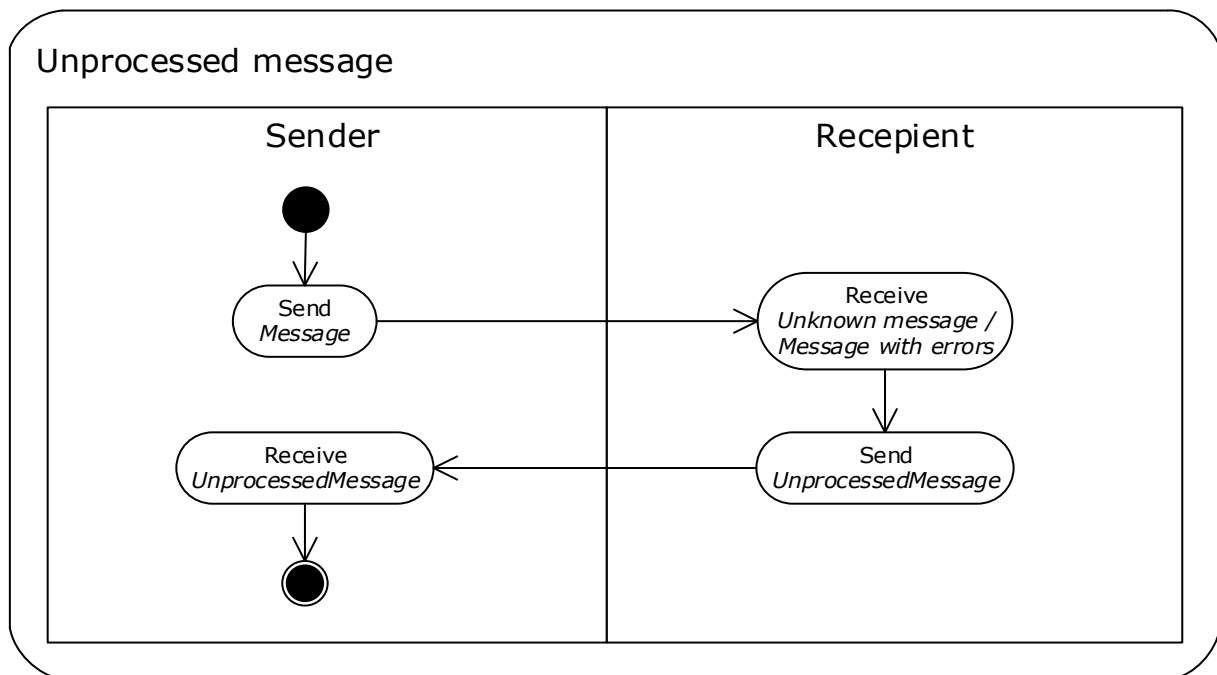 Unprocessed message
Sender
Recepient
Send
Message
Receive
Unknown message /
Message with errors
Receive
UnprocessedMessage
Send
UnprocessedMessage